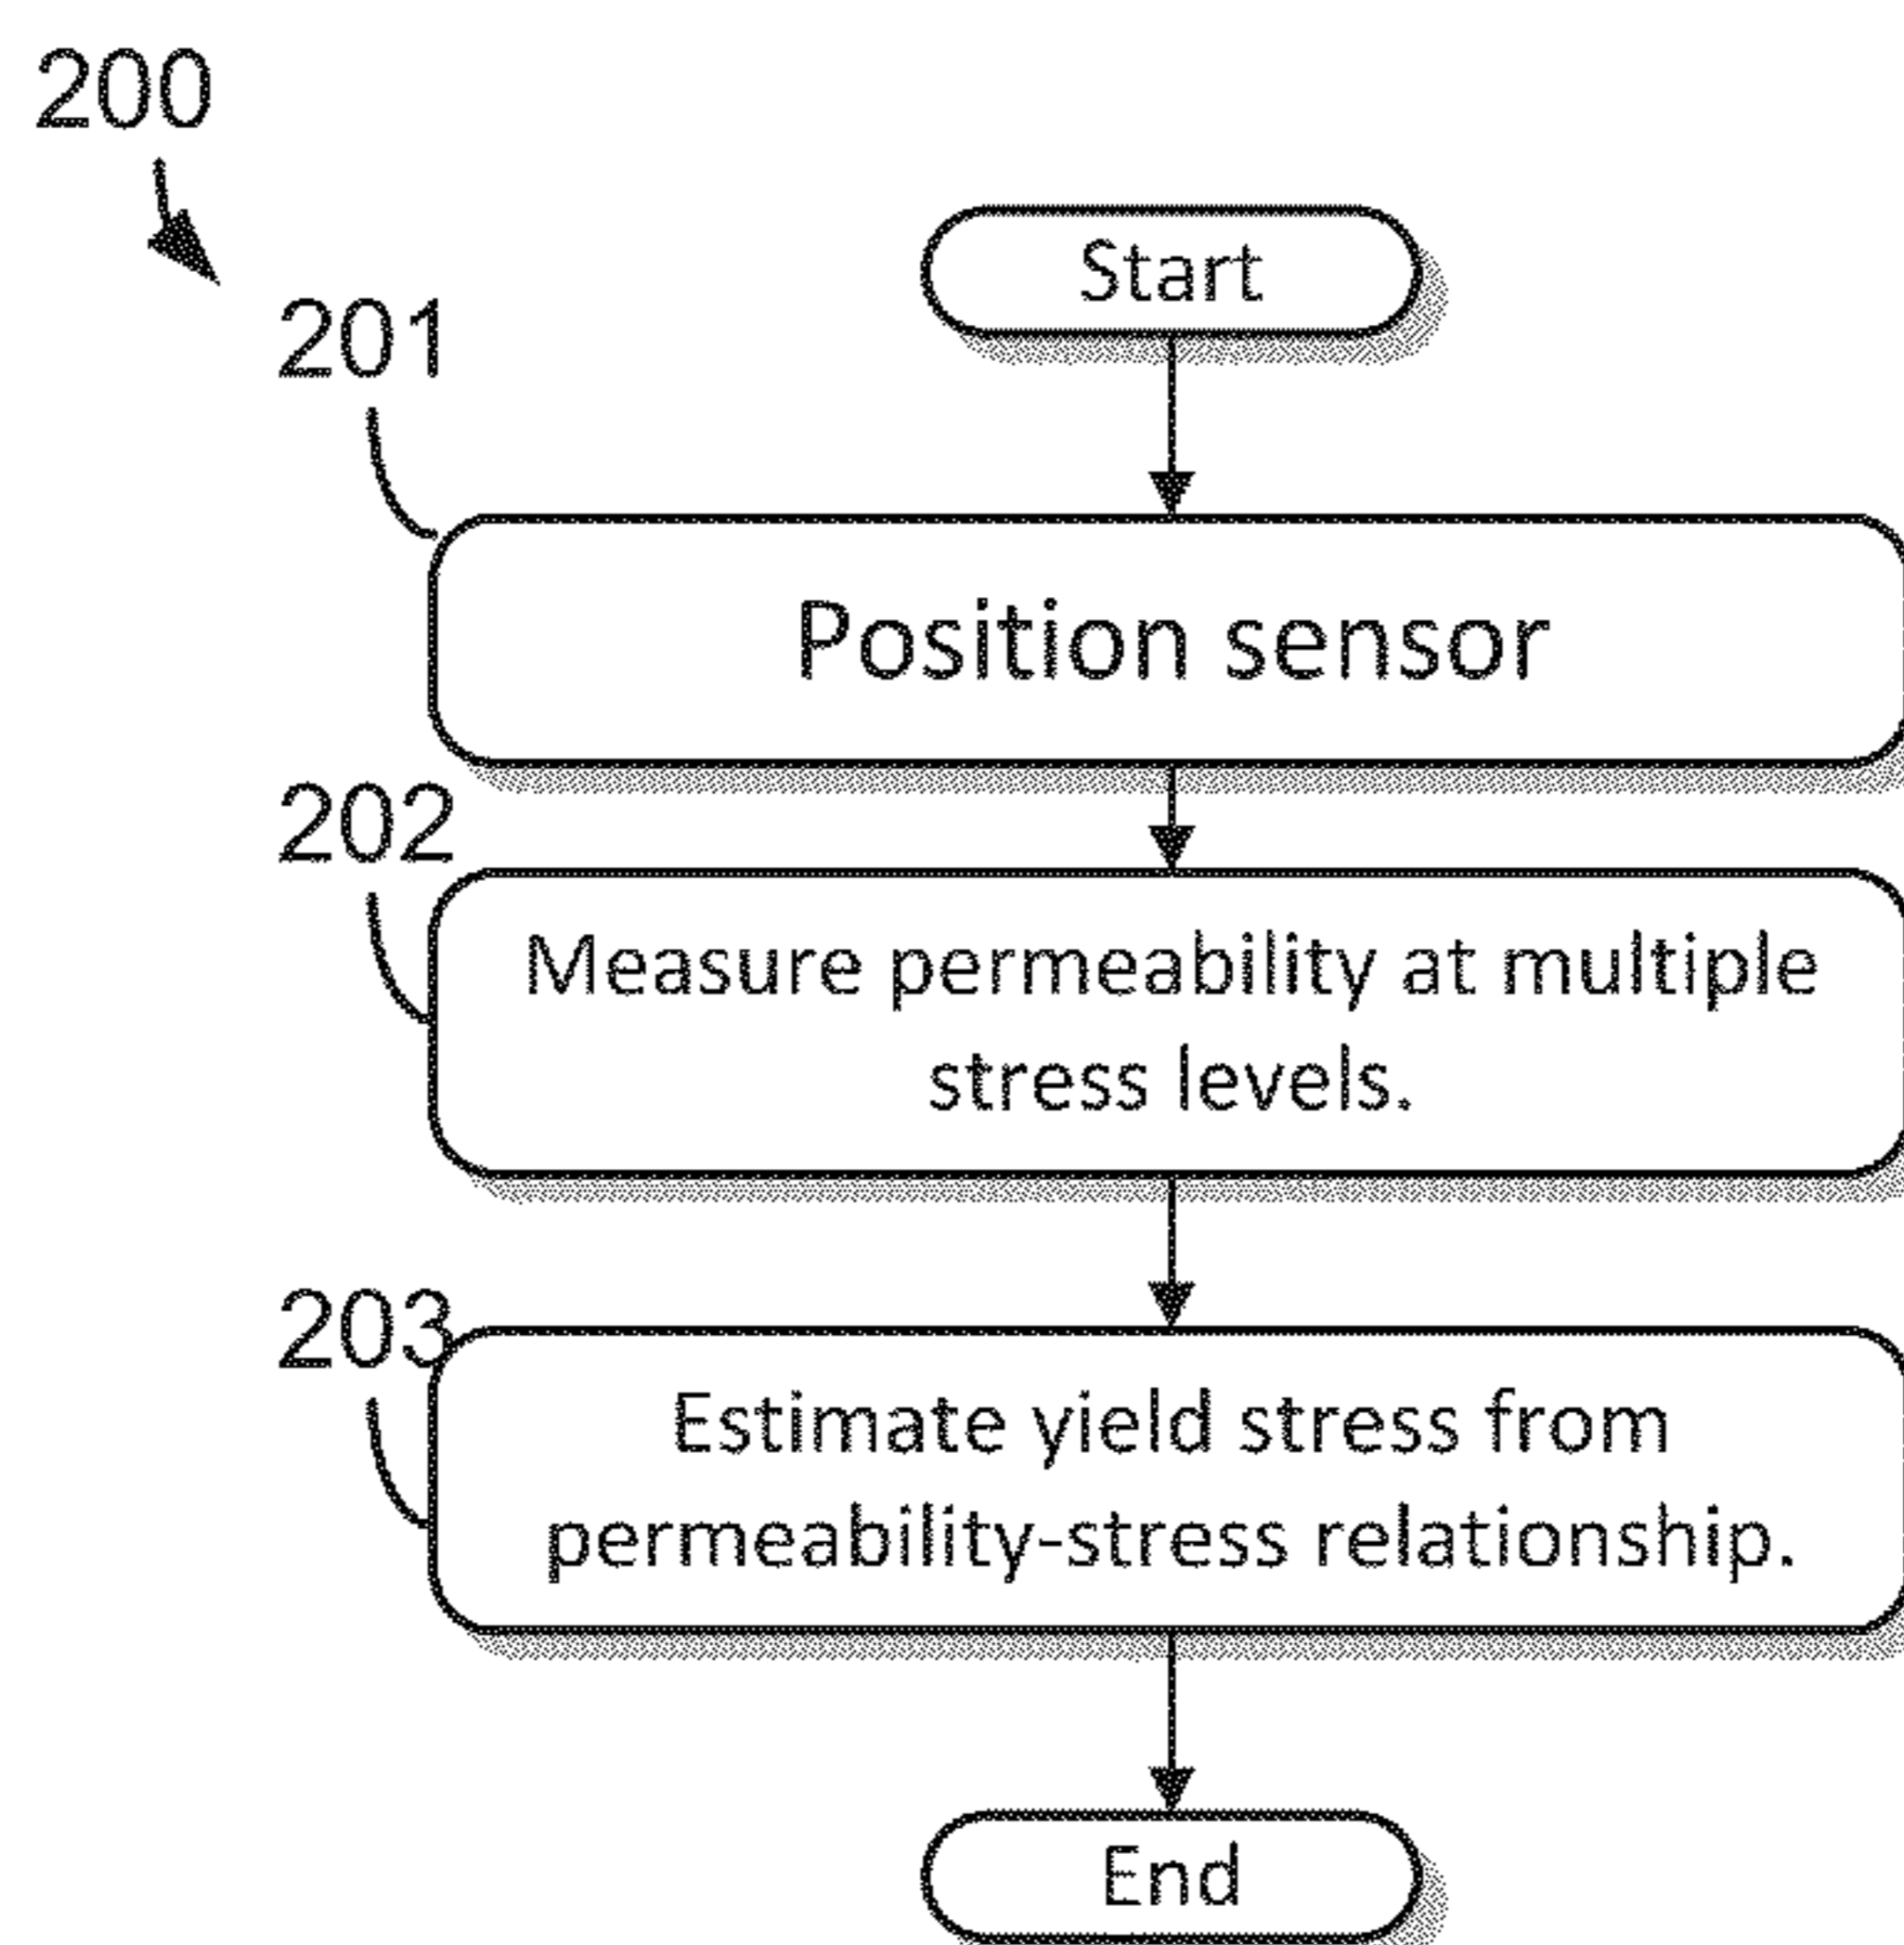 200
Start
201
Position sensor
202
Measure permeability at multiple
stress levels.
203
Estimate yield stress from
permeability-stress relationship.
End